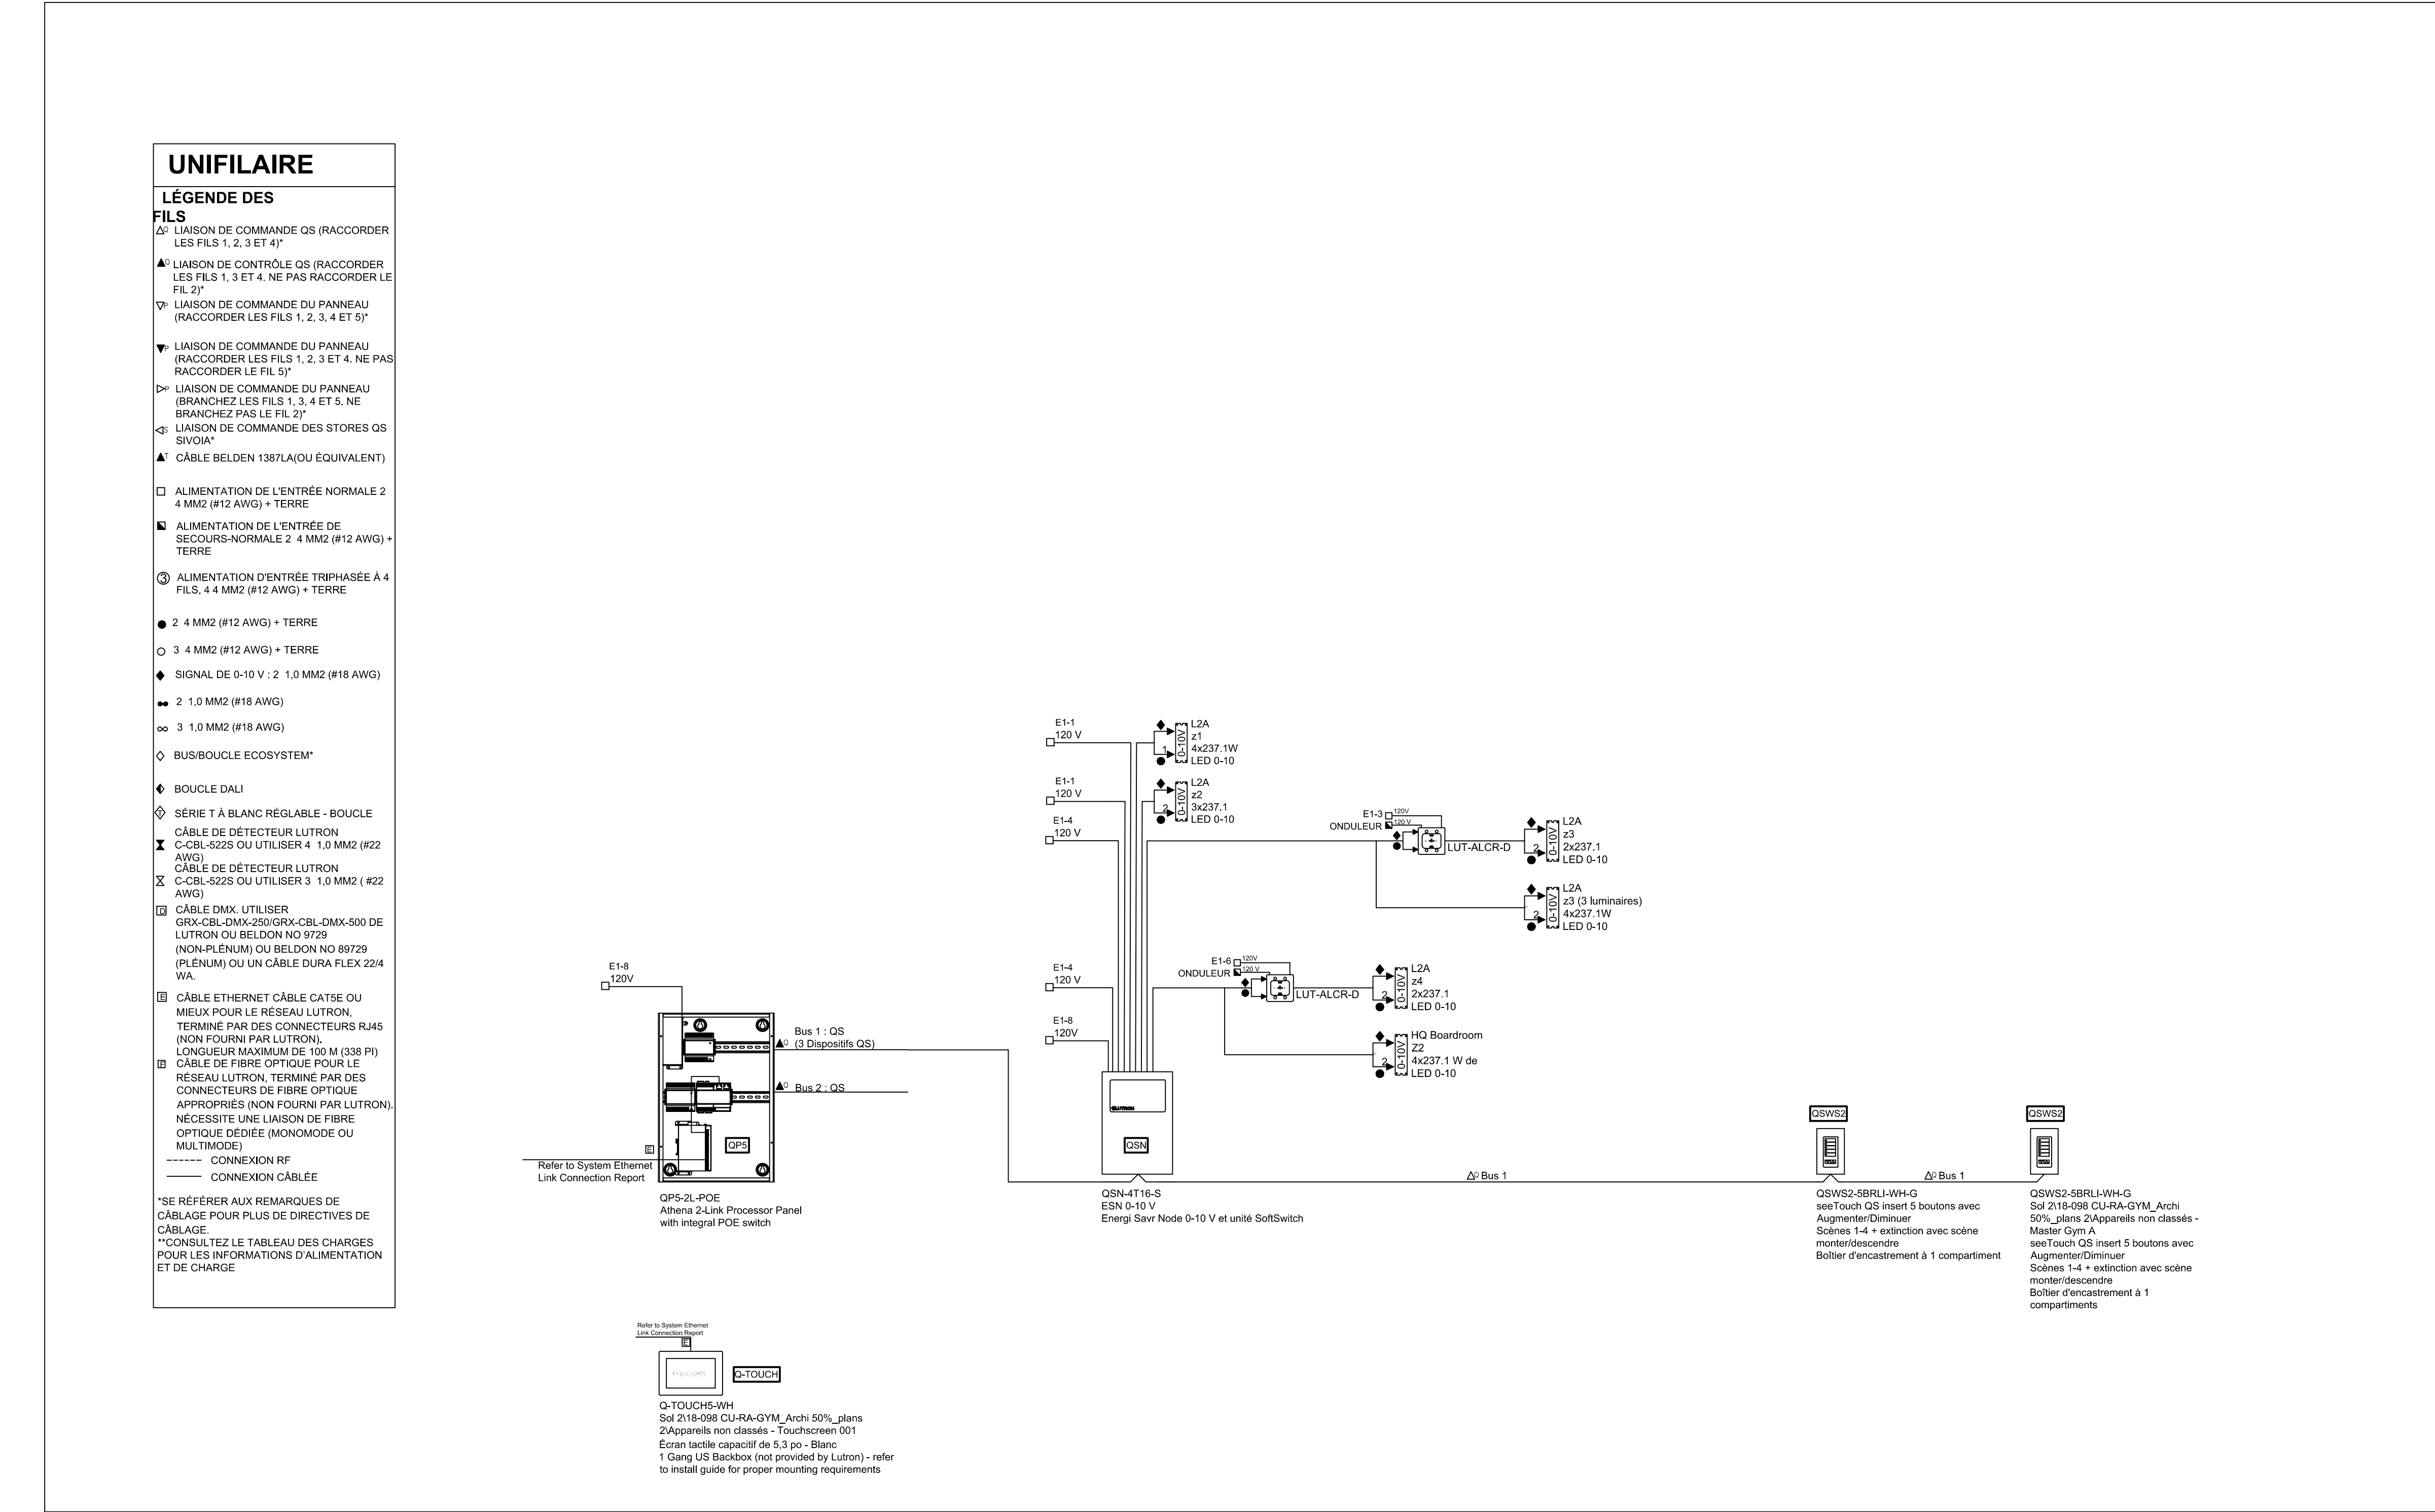 UNIFILAIRE
LÉGENDE DES
FILS
Q LIAISON DE COMMANDE QS (RACCORDER
LES FILS 1, 2, 3 ET 4)*
Q LIAISON DE CONTRÔLE QS (RACCORDER
LES FILS 1, 3 ET 4. NE PAS RACCORDER LE
FIL 2)*
P LIAISON DE COMMANDE DU PANNEAU
(RACCORDER LES FILS 1, 2, 3, 4 ET 5)*
P LIAISON DE COMMANDE DU PANNEAU
(RACCORDER LES FILS 1, 2, 3 ET 4. NE PAS
RACCORDER LE FIL 5)*
P LIAISON DE COMMANDE DU PANNEAU
(BRANCHEZ LES FILS 1, 3, 4 ET 5. NE
BRANCHEZ PAS LE FIL 2)*
S LIAISON DE COMMANDE DES STORES QS
SIVOIA*
T CÂBLE BELDEN 1387LA(OU ÉQUIVALENT)
ALIMENTATION DE L'ENTRÉE NORMALE 2
4 MM2 (#12 AWG) + TERRE
ALIMENTATION DE L'ENTRÉE DE
SECOURS-NORMALE 2 4 MM2 (#12 AWG) +
TERRE
3 ALIMENTATION D'ENTRÉE TRIPHASÉE À 4
FILS, 4 4 MM2 (#12 AWG) + TERRE
2 4 MM2 (#12 AWG) + TERRE
3 4 MM2 (#12 AWG) + TERRE
SIGNAL DE 0-10 V : 2 1,0 MM2 (#18 AWG)
2 1,0 MM2 (#18 AWG)
3 1,0 MM2 (#18 AWG)
BUS/BOUCLE ECOSYSTEM*
BOUCLE DALI
T SÉRIE T À BLANC RÉGLABLE - BOUCLE
CÂBLE DE DÉTECTEUR LUTRON
C-CBL-522S OU UTILISER 4 1,0 MM2 (#22
AWG)
CÂBLE DE DÉTECTEUR LUTRON
C-CBL-522S OU UTILISER 3 1,0 MM2 ( #22
AWG)
D CÂBLE DMX. UTILISER
GRX-CBL-DMX-250/GRX-CBL-DMX-500 DE
LUTRON OU BELDON NO 9729
(NON-PLÉNUM) OU BELDON NO 89729
(PLÉNUM) OU UN CÂBLE DURA FLEX 22/4
WA.
E CÂBLE ETHERNET CÂBLE CAT5E OU
MIEUX POUR LE RÉSEAU LUTRON,
TERMINÉ PAR DES CONNECTEURS RJ45
(NON FOURNI PAR LUTRON).
LONGUEUR MAXIMUM DE 100 M (338 PI)
F CÂBLE DE FIBRE OPTIQUE POUR LE
RÉSEAU LUTRON, TERMINÉ PAR DES
CONNECTEURS DE FIBRE OPTIQUE
APPROPRIÉS (NON FOURNI PAR LUTRON).
NÉCESSITE UNE LIAISON DE FIBRE
OPTIQUE DÉDIÉE (MONOMODE OU
MULTIMODE)
CONNEXION RF
CONNEXION CÂBLÉE
*SE RÉFÉRER AUX REMARQUES DE
CÂBLAGE POUR PLUS DE DIRECTIVES DE
CÂBLAGE.
**CONSULTEZ LE TABLEAU DES CHARGES
POUR LES INFORMATIONS D'ALIMENTATION
ET DE CHARGE
E1-8
120V
Bus 1 : QS
Q (3 Dispositifs QS)
Q Bus 2 : QS
QP5
E
Refer to System Ethernet
Link Connection Report
QP5-2L-POE
Athena 2-Link Processor Panel
with integral POE switch
Refer to System Ethernet
Link Connection Report
E
Q-TOUCH
Q-TOUCH5-WH
Sol 2\18-098 CU-RA-GYM_Archi 50%_plans
2\Appareils non classés - Touchscreen 001
Écran tactile capacitif de 5,3 po - Blanc
1 Gang US Backbox (not provided by Lutron) - refer
to install guide for proper mounting requirements
E1-1
120 V
E1-1
120 V
E1-4
120 V
E1-4
120 V
E1-8
120V
1
0-10V
L2A
z1
4x237.1W
LED 0-10
2
0-10V
L2A
z2
3x237.1
LED 0-10
E1-3 120V
ONDULEUR 120 V
LUT-ALCR-D
2
0-10V
L2A
z3
2x237.1
LED 0-10
2
0-10V
L2A
z3 (3 luminaires)
4x237.1W
LED 0-10
E1-6 120V
ONDULEUR 120 V
LUT-ALCR-D
2
0-10V
L2A
z4
2x237.1
LED 0-10
2
0-10V
HQ Boardroom
Z2
4x237.1 W de
LED 0-10
LUTRON
QSN
QSN-4T16-S
ESN 0-10 V
Energi Savr Node 0-10 V et unité SoftSwitch
Q Bus 1
QSWS2
QSWS2-5BRLI-WH-G
seeTouch QS insert 5 boutons avec
Augmenter/Diminuer
Scènes 1-4 + extinction avec scène
monter/descendre
Boîtier d'encastrement à 1 compartiment
Q Bus 1
QSWS2
QSWS2-5BRLI-WH-G
Sol 2\18-098 CU-RA-GYM_Archi
50%_plans 2\Appareils non classés -
Master Gym A
seeTouch QS insert 5 boutons avec
Augmenter/Diminuer
Scènes 1-4 + extinction avec scène
monter/descendre
Boîtier d'encastrement à 1
compartiments